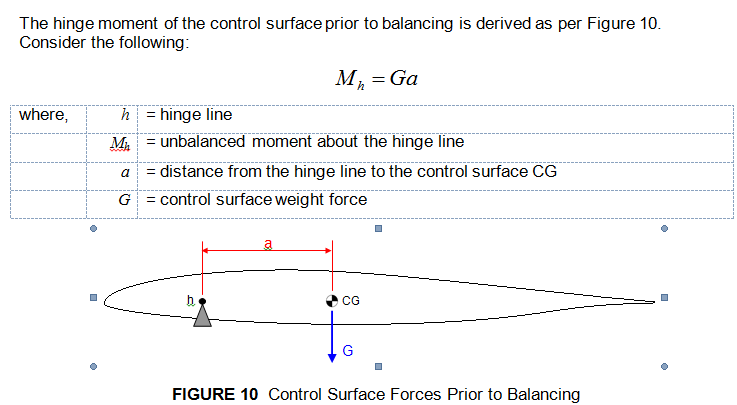 The hinge moment of the control surface prior to balancing is derived as per Figure 10.
Consider the following:
Mₕ = Ga
where, h = hinge line
Mₕ = unbalanced moment about the hinge line
a = distance from the hinge line to the control surface CG
G = control surface weight force
a
h
CG
G
FIGURE 10 Control Surface Forces Prior to Balancing